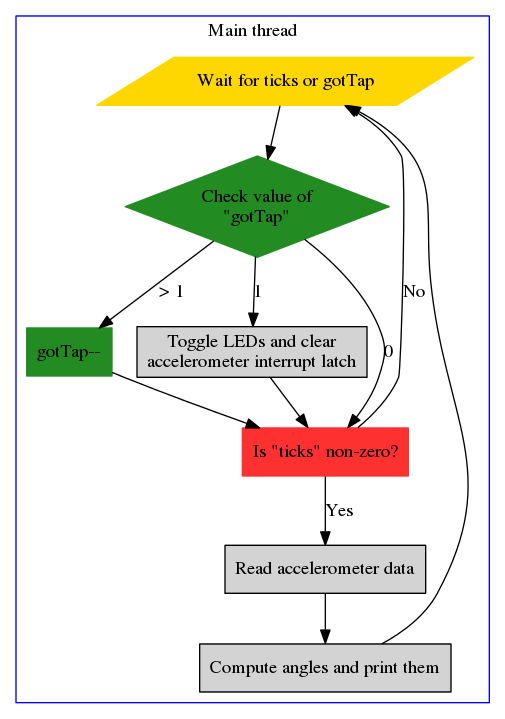 Main thread
Wait for ticks or gotTap
Check value of
"gotTap"
> 1
1
No
gotTap--
Toggle LEDs and clear
accelerometer interrupt latch
0
Is "ticks" non-zero?
Yes
Read accelerometer data
Compute angles and print them